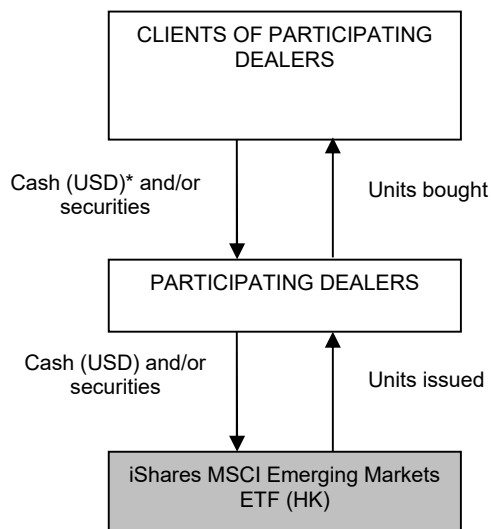 CLIENTS OF PARTICIPATING
DEALERS
Cash (USD)* and/or
securities
Units bought
PARTICIPATING DEALERS
Cash (USD) and/or
securities
Units issued
iShares MSCI Emerging Markets
ETF (HK)